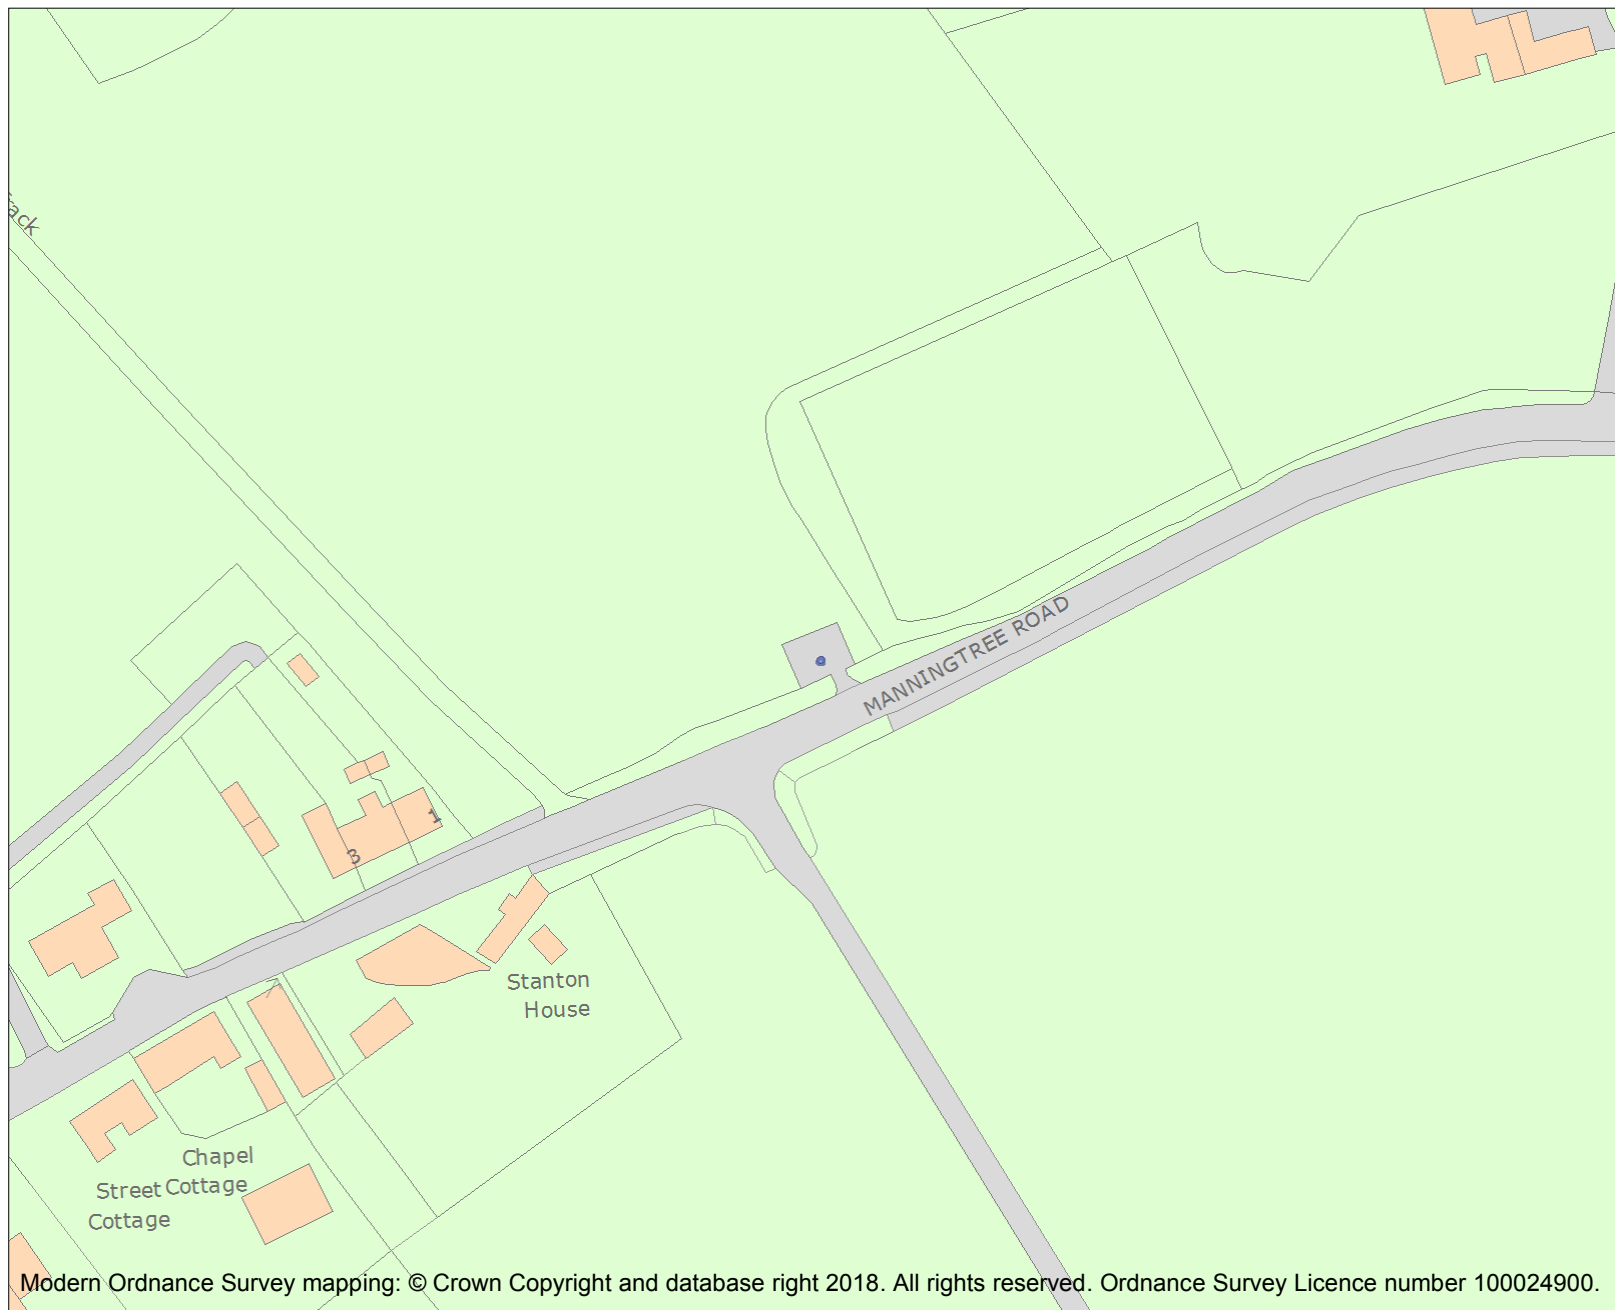 MANNINGTREE ROAD
1
3
Stanton
House
Chapel
Street Cottage
Cottage
Modern Ordnance Survey mapping: © Crown Copyright and database right 2018. All rights reserved. Ordnance Survey Licence number 100024900.